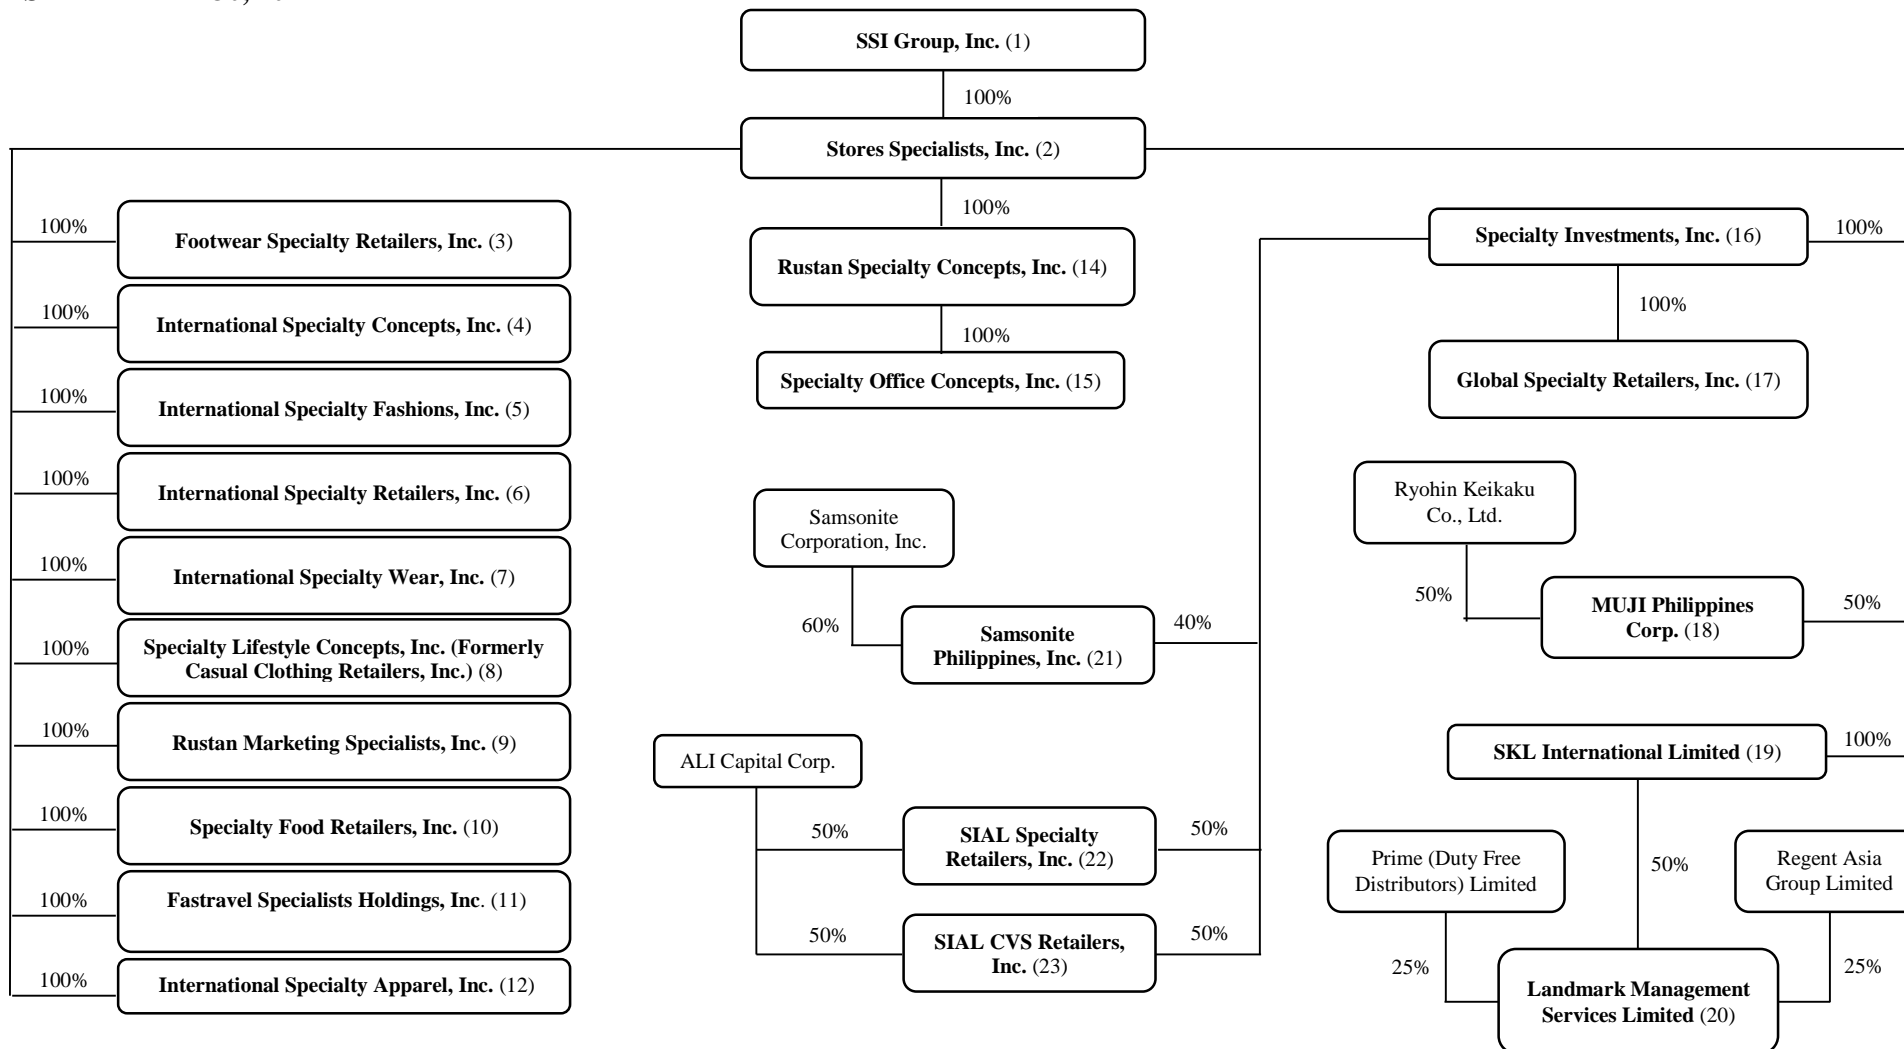 SSI Group, Inc. (1)
100%
Stores Specialists, Inc. (2)
100%
Footwear Specialty Retailers, Inc. (3)
100%
International Specialty Concepts, Inc. (4)
100%
International Specialty Fashions, Inc. (5)
100%
International Specialty Retailers, Inc. (6)
100%
International Specialty Wear, Inc. (7)
100%
Specialty Lifestyle Concepts, Inc. (Formerly
Casual Clothing Retailers, Inc.) (8)
100%
Rustan Marketing Specialists, Inc. (9)
100%
Specialty Food Retailers, Inc. (10)
100%
Fastravel Specialists Holdings, Inc. (11)
100%
International Specialty Apparel, Inc. (12)
100%
Rustan Specialty Concepts, Inc. (14)
100%
Specialty Office Concepts, Inc. (15)
Samsonite
Corporation, Inc.
60%
Samsonite
Philippines, Inc. (21)
40%
ALI Capital Corp.
50%
SIAL Specialty
Retailers, Inc. (22)
50%
50%
SIAL CVS Retailers,
Inc. (23)
50%
Specialty Investments, Inc. (16)
100%
100%
Global Specialty Retailers, Inc. (17)
Ryohin Keikaku
Co., Ltd.
50%
MUJI Philippines
Corp. (18)
50%
SKL International Limited (19)
100%
Prime (Duty Free
Distributors) Limited
50%
Regent Asia
Group Limited
25%
Landmark Management
Services Limited (20)
25%